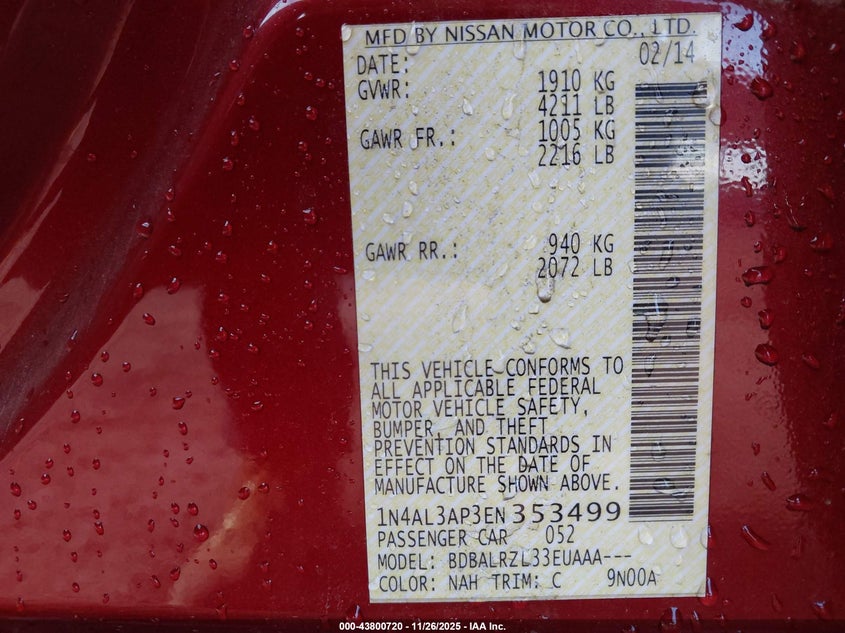 MFD BY NISSAN MOTOR CO., LTD.
DATE: 02/14
GVWR: 1910 KG
4211 LB
GAWR FR.: 1005 KG
2216 LB
GAWR RR.: 940 KG
2072 LB
THIS VEHICLE CONFORMS TO
ALL APPLICABLE FEDERAL
MOTOR VEHICLE SAFETY,
BUMPER, AND THEFT
PREVENTION STANDARDS IN
EFFECT ON THE DATE OF
MANUFACTURE SHOWN ABOVE.
1N4AL3AP3EN353499
PASSENGER CAR 052
MODEL: BDBALRZL33EUAAA---
COLOR: NAH TRIM: C 9N00A
000-43800720 - 11/26/2025 - IAA Inc.